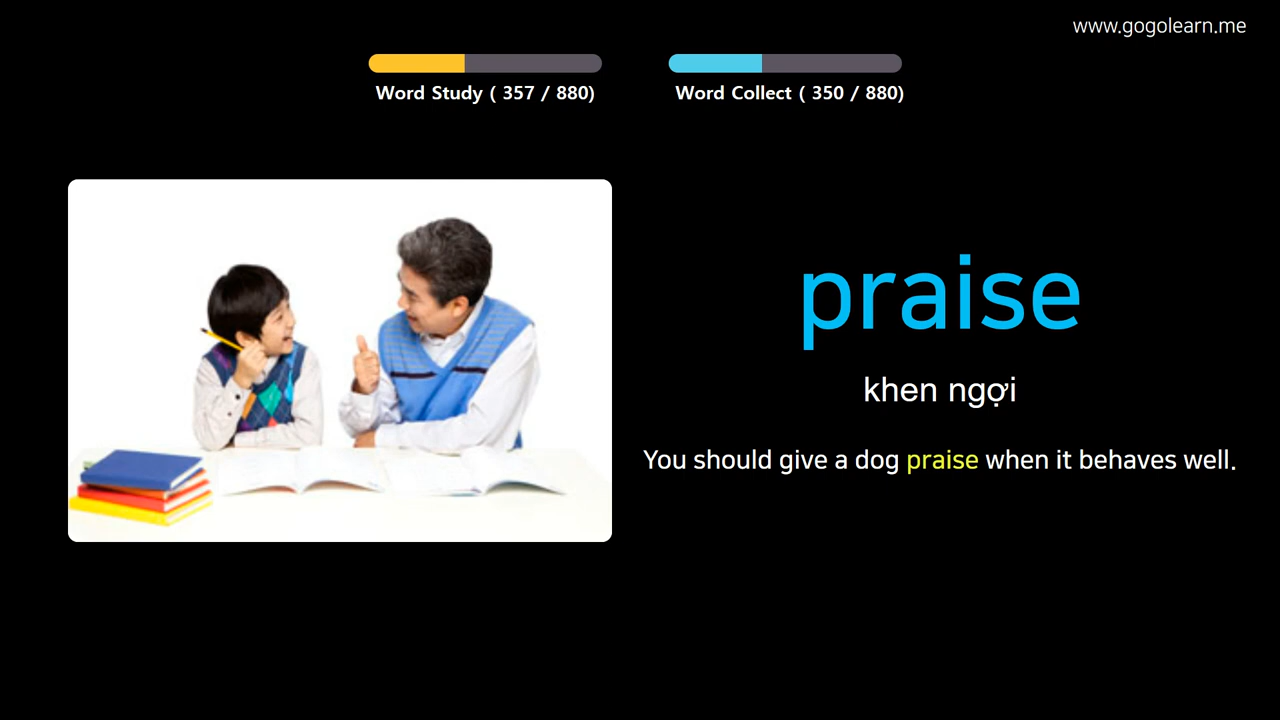 www.gogolearn.me
Word Study ( 357 / 880)
Word Collect ( 350 / 880)
praise
khen ngợi
You should give a dog praise when it behaves well.